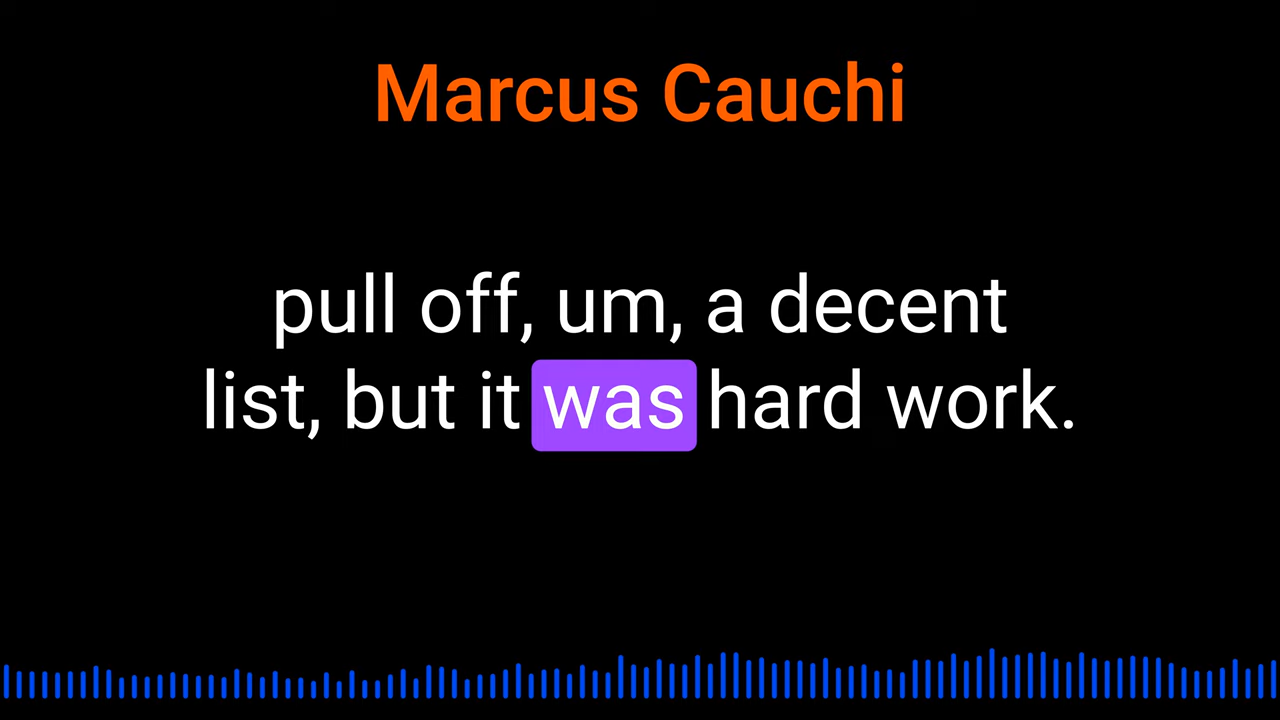 Marcus Cauchi
pull off, um, a decent
list, but it was hard work.